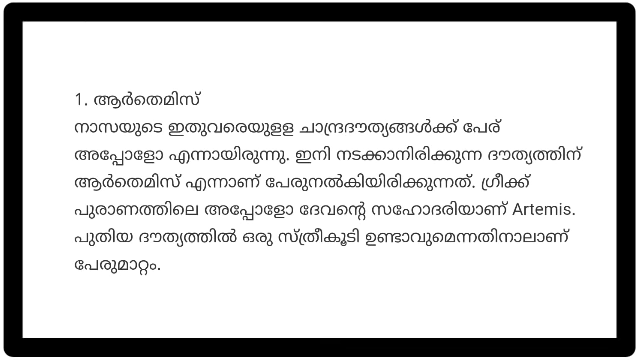 1. ആർതെമിസ്
നാസയുടെ ഇതുവരെയുളള ചാന്ദ്രദൗത്യങ്ങൾക്ക് പേര്
അപ്പോളോ എന്നായിരുന്നു. ഇനി നടക്കാനിരിക്കുന്ന ദൗത്യത്തിന്
ആർതെമിസ് എന്നാണ് പേരുനൽകിയിരിക്കുന്നത്. ഗ്രീക്ക്
പുരാണത്തിലെ അപ്പോളോ ദേവന്റെ സഹോദരിയാണ് Artemis.
പുതിയ ദൗത്യത്തിൽ ഒരു സ്ത്രീകൂടി ഉണ്ടാവുമെന്നതിനാലാണ്
പേരുമാറ്റം.